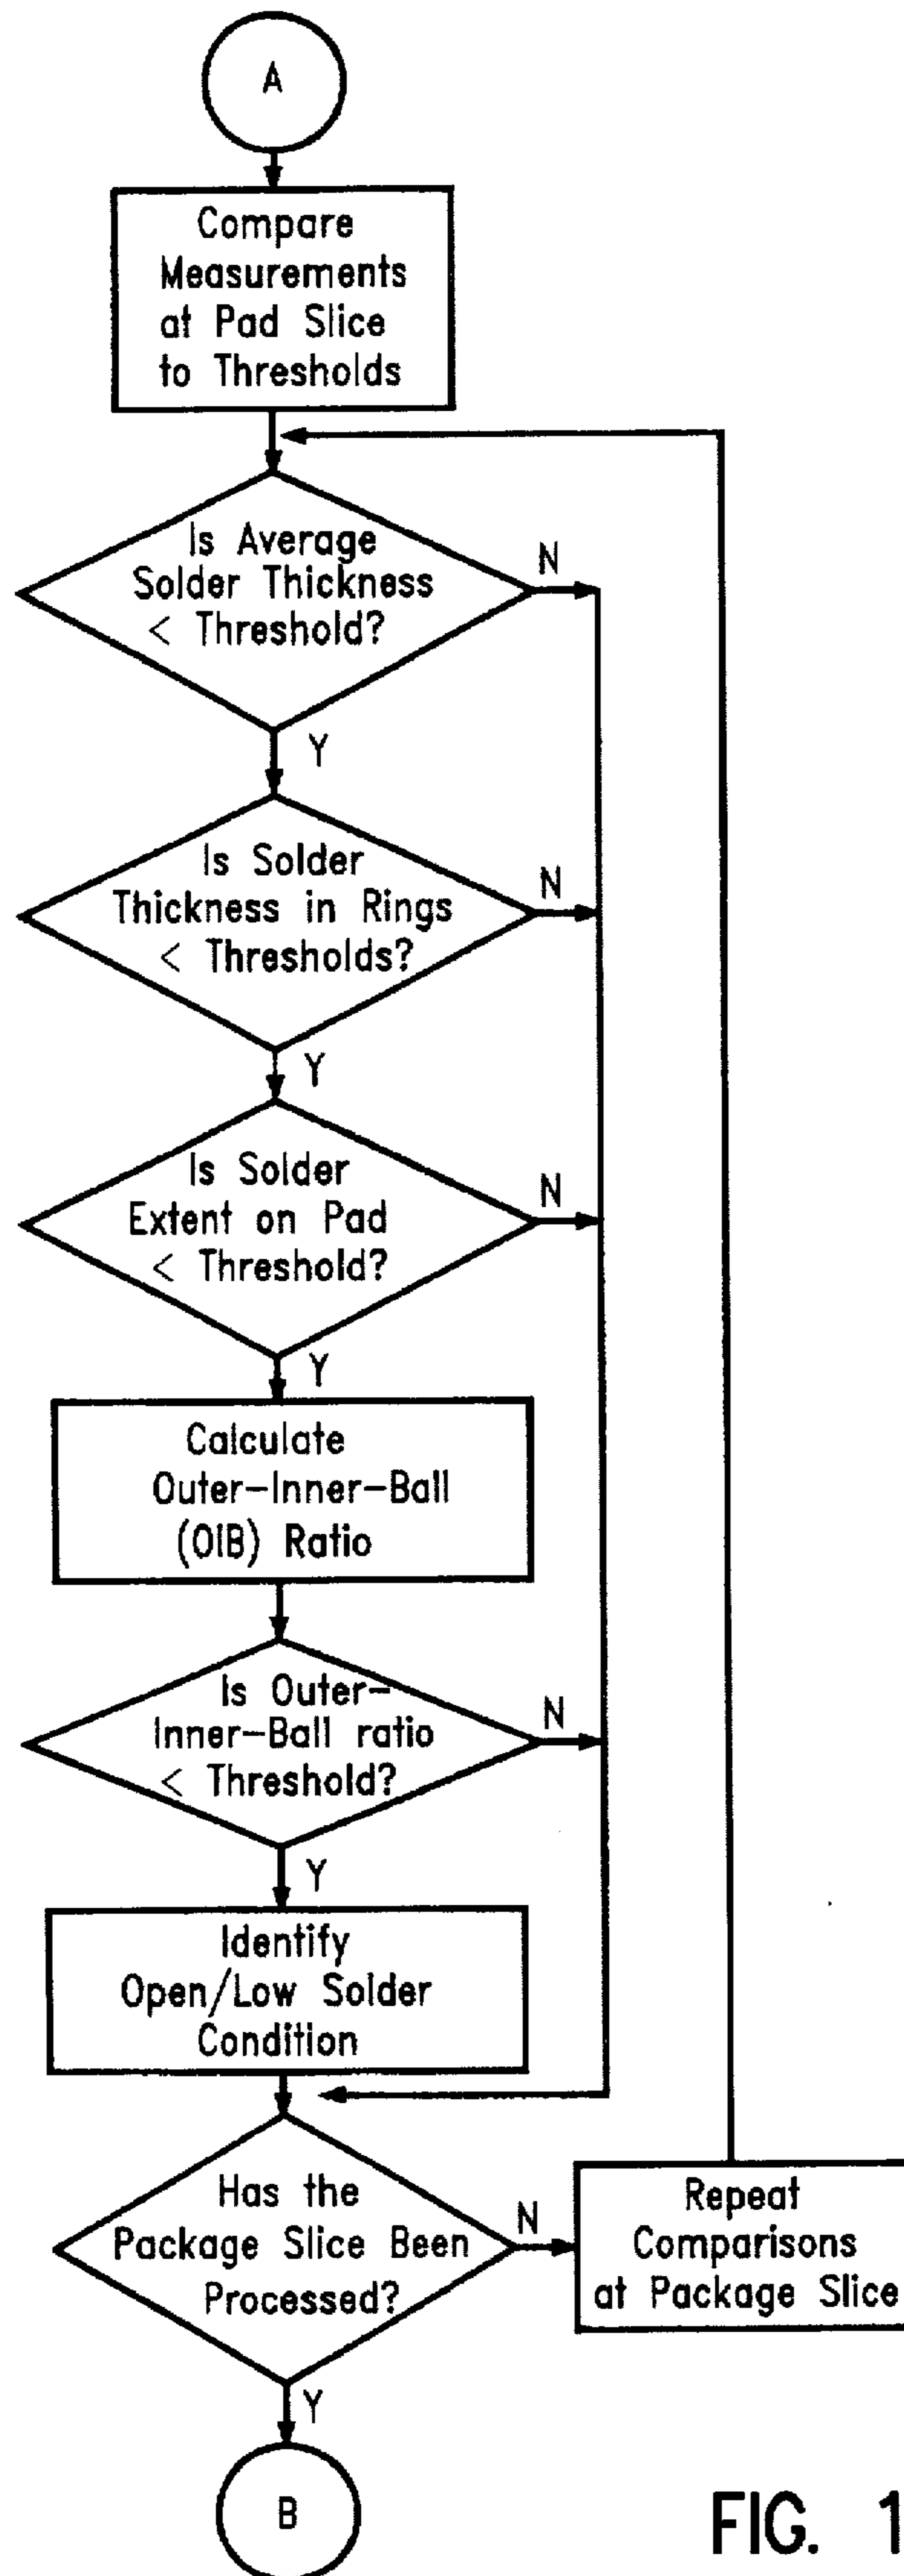 A
Compare
Measurements
at Pad Slice
to Thresholds
Is Average
Solder Thickness
< Threshold?
N
Y
Is Solder
Thickness in Rings
< Thresholds?
N
Y
Is Solder
Extent on Pad
< Threshold?
N
Y
Calculate
Outer-Inner-Ball
(OIB) Ratio
Is Outer-
Inner-Ball ratio
< Threshold?
N
Y
Identify
Open/Low Solder
Condition
Has the
Package Slice Been
Processed?
N
Repeat
Comparisons
at Package Slice
Y
B
FIG. 1